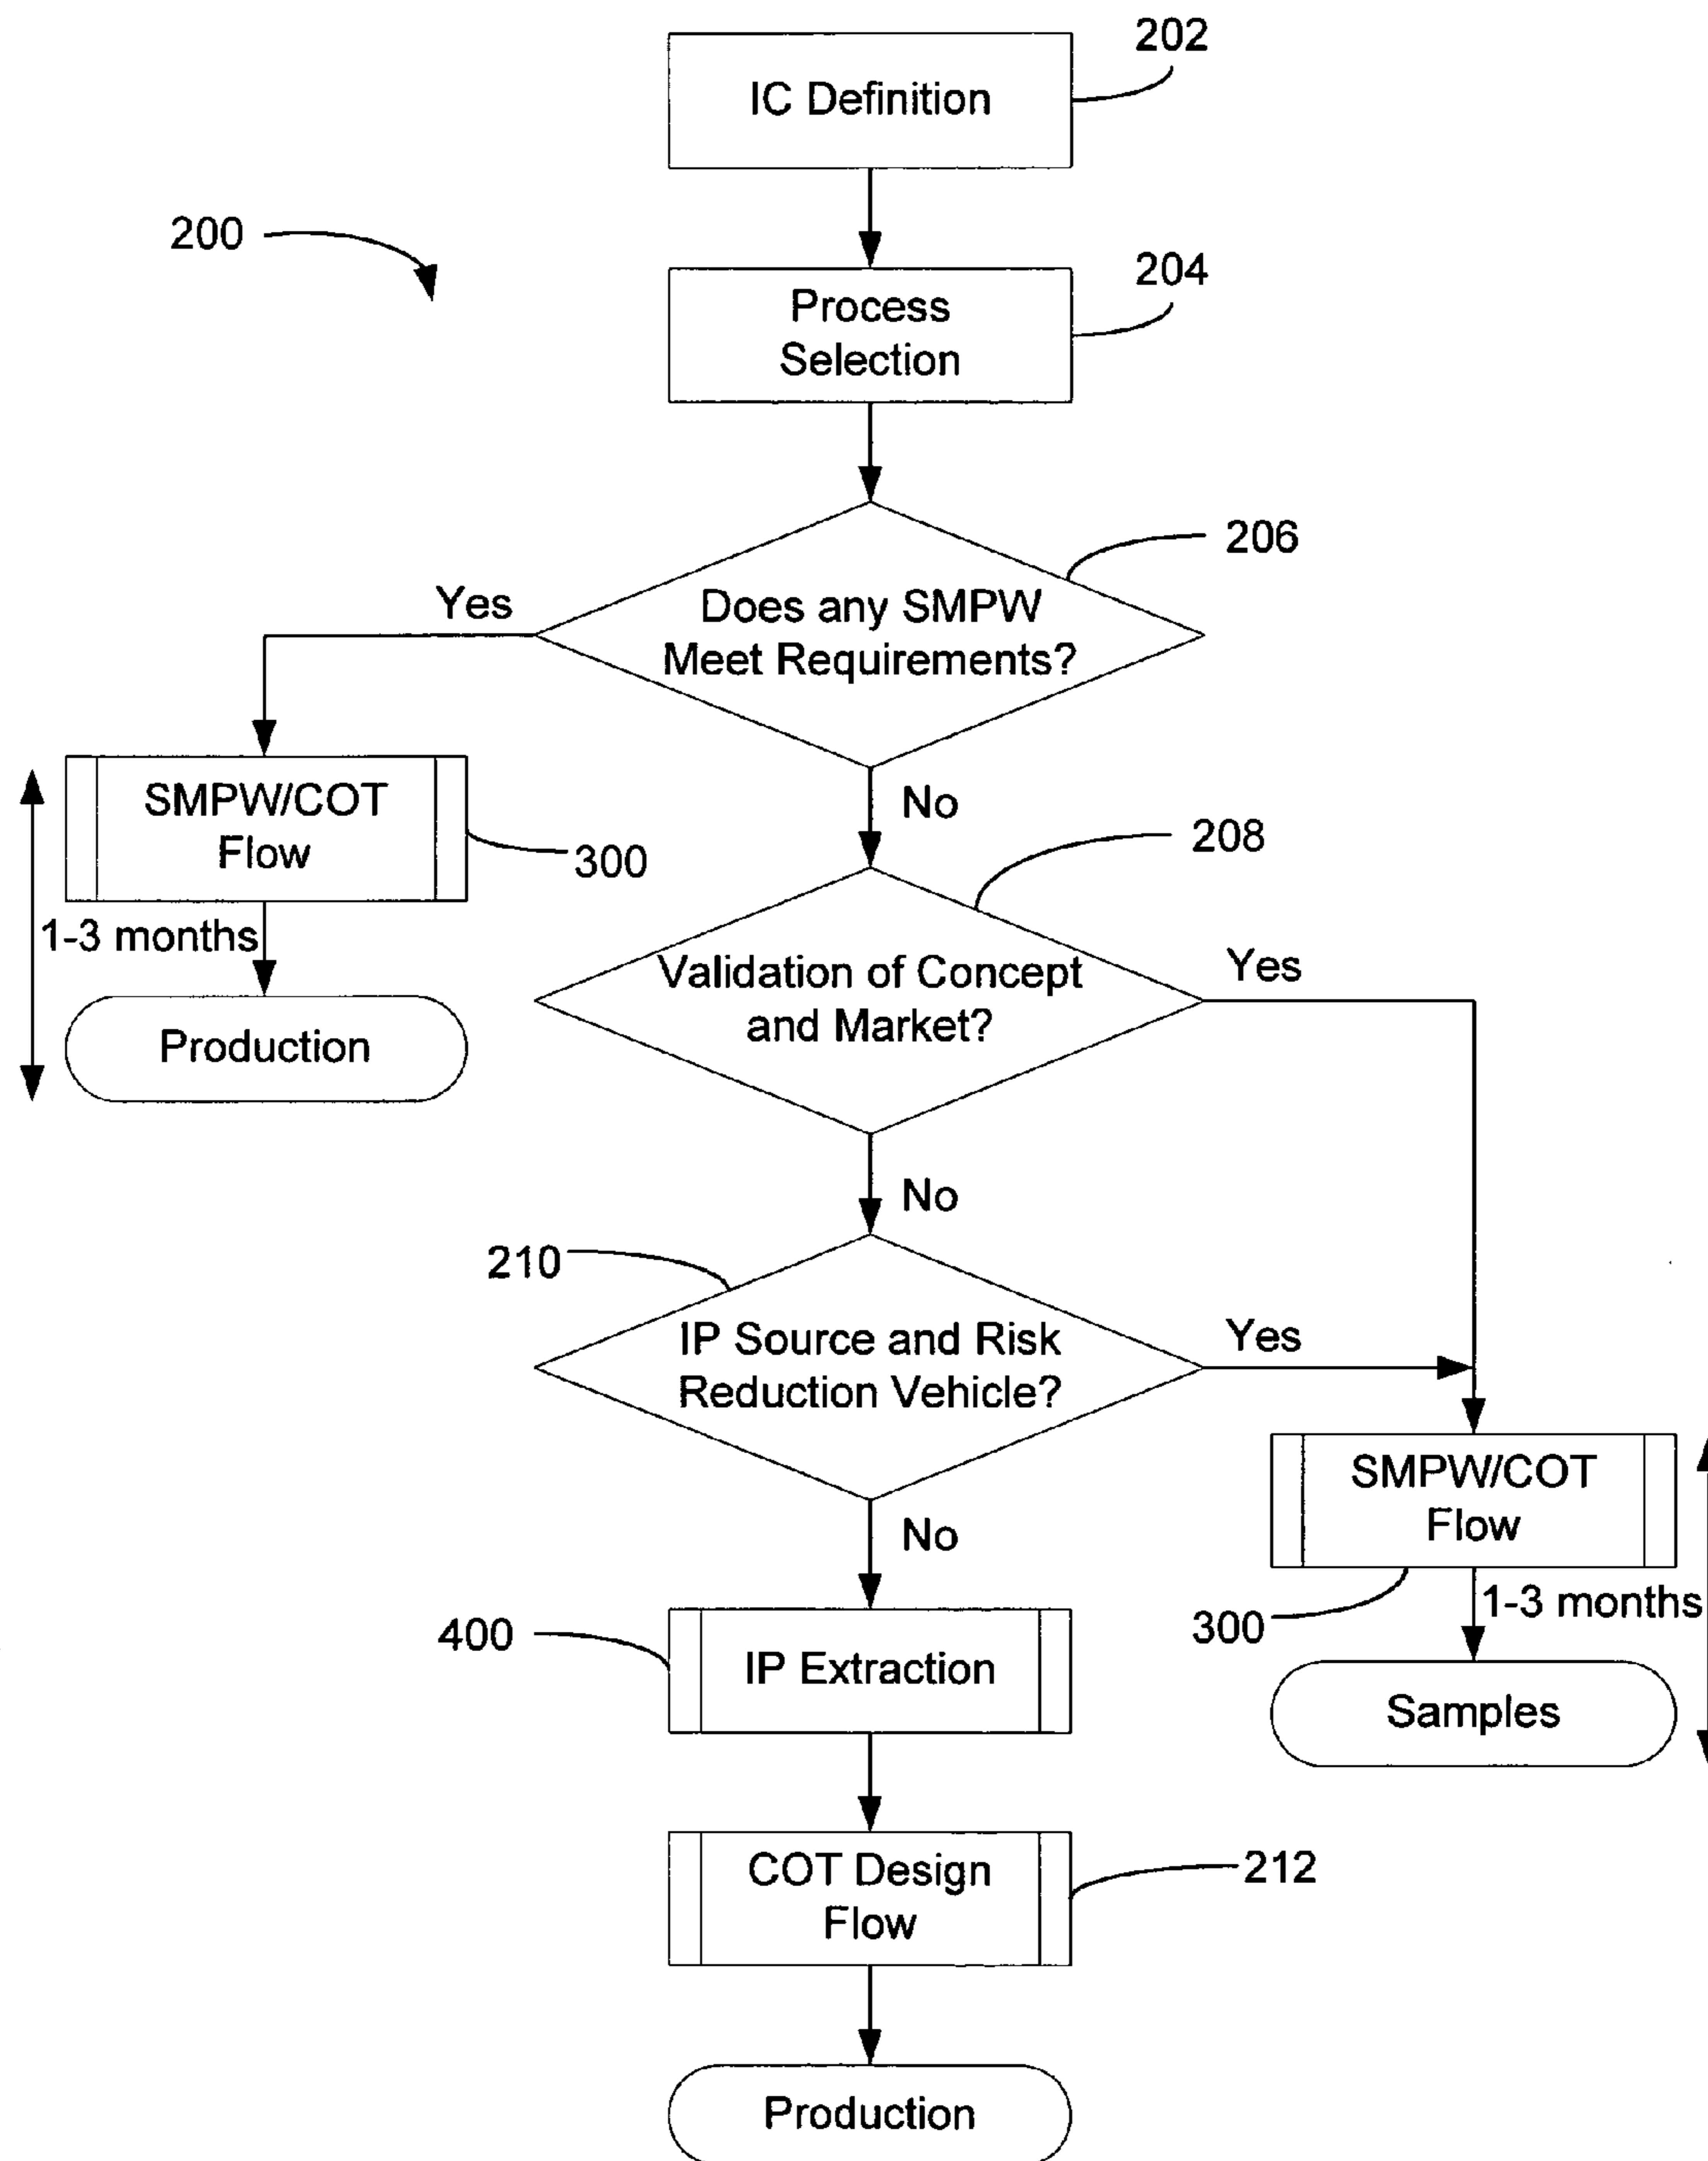 202
IC Definition
200
204
Process
Selection
206
Yes
Does any SMPW
Meet Requirements?
SMPW/COT
Flow
300
No
208
1-3 months
Validation of Concept
and Market?
Yes
Production
No
210
IP Source and Risk
Reduction Vehicle?
Yes
SMPW/COT
Flow
No
300
1-3 months
400
IP Extraction
Samples
COT Design
Flow
212
Production